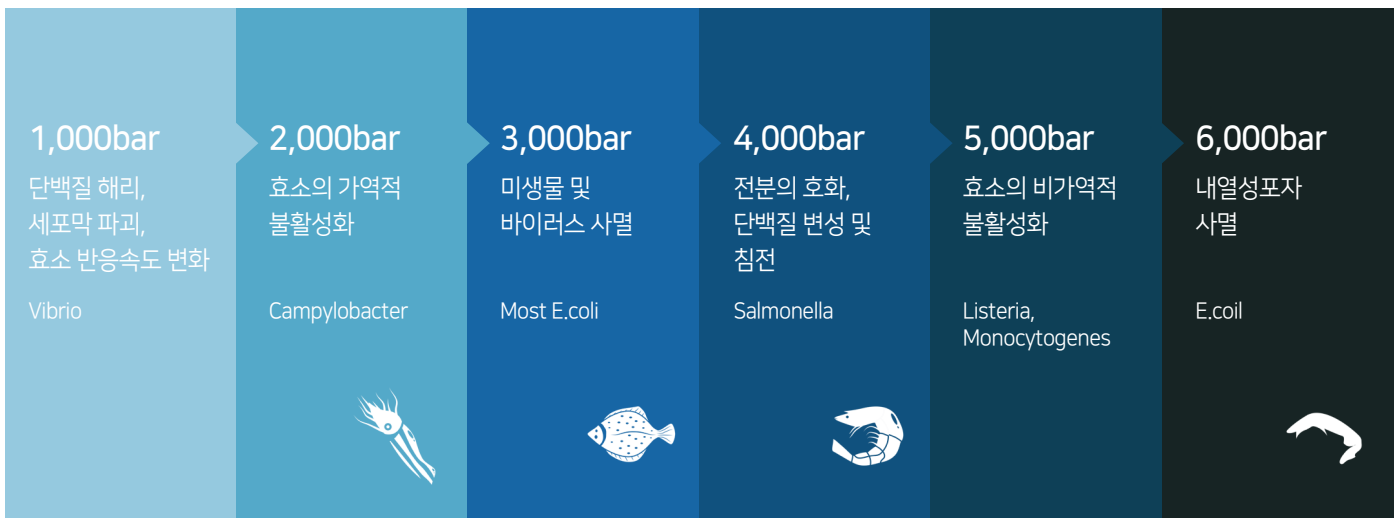 1,000bar
단백질 해리,
세포막 파괴,
효소 반응속도 변화
Vibrio
2,000bar
효소의 가역적
불활성화
Campylobacter
3,000bar
미생물 및
바이러스 사멸
Most E.coli
4,000bar
전분의 호화,
단백질 변성 및
침전
Salmonella
5,000bar
효소의 비가역적
불활성화
Listeria,
Monocytogenes
6,000bar
내열성포자
사멸
E.coil